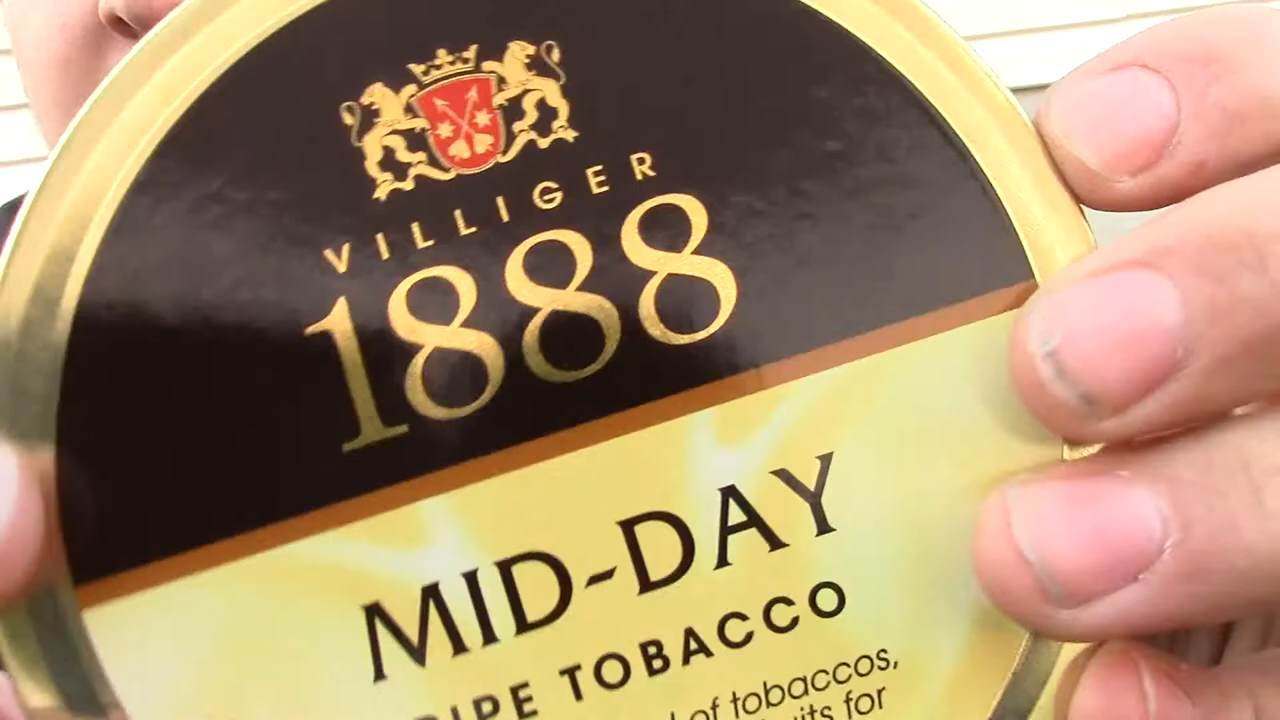 VILLIGER
1888
MID-DAY
PIPE TOBACCO
of tobaccos,
for